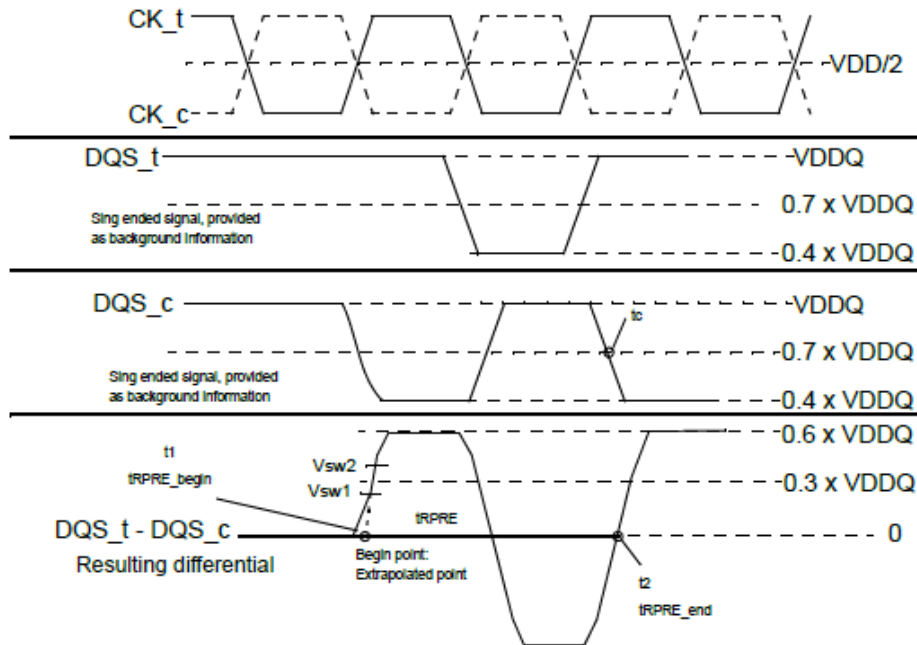 CK_t
VDD/2
CK_c
DQS_t
VDDQ
0.7 x VDDQ
Sing ended signal, provided
as background information
0.4 x VDDQ
DQS_c
VDDQ
tc
0.7 x VDDQ
Sing ended signal, provided
as background information
0.4 x VDDQ
0.6 x VDDQ
t1
tRPRE_begin
Vsw2
0.3 x VDDQ
Vsw1
tRPRE
DQS_t - DQS_c
0
Resulting differential
Begin point:
Extrapolated point
t2
tRPRE_end